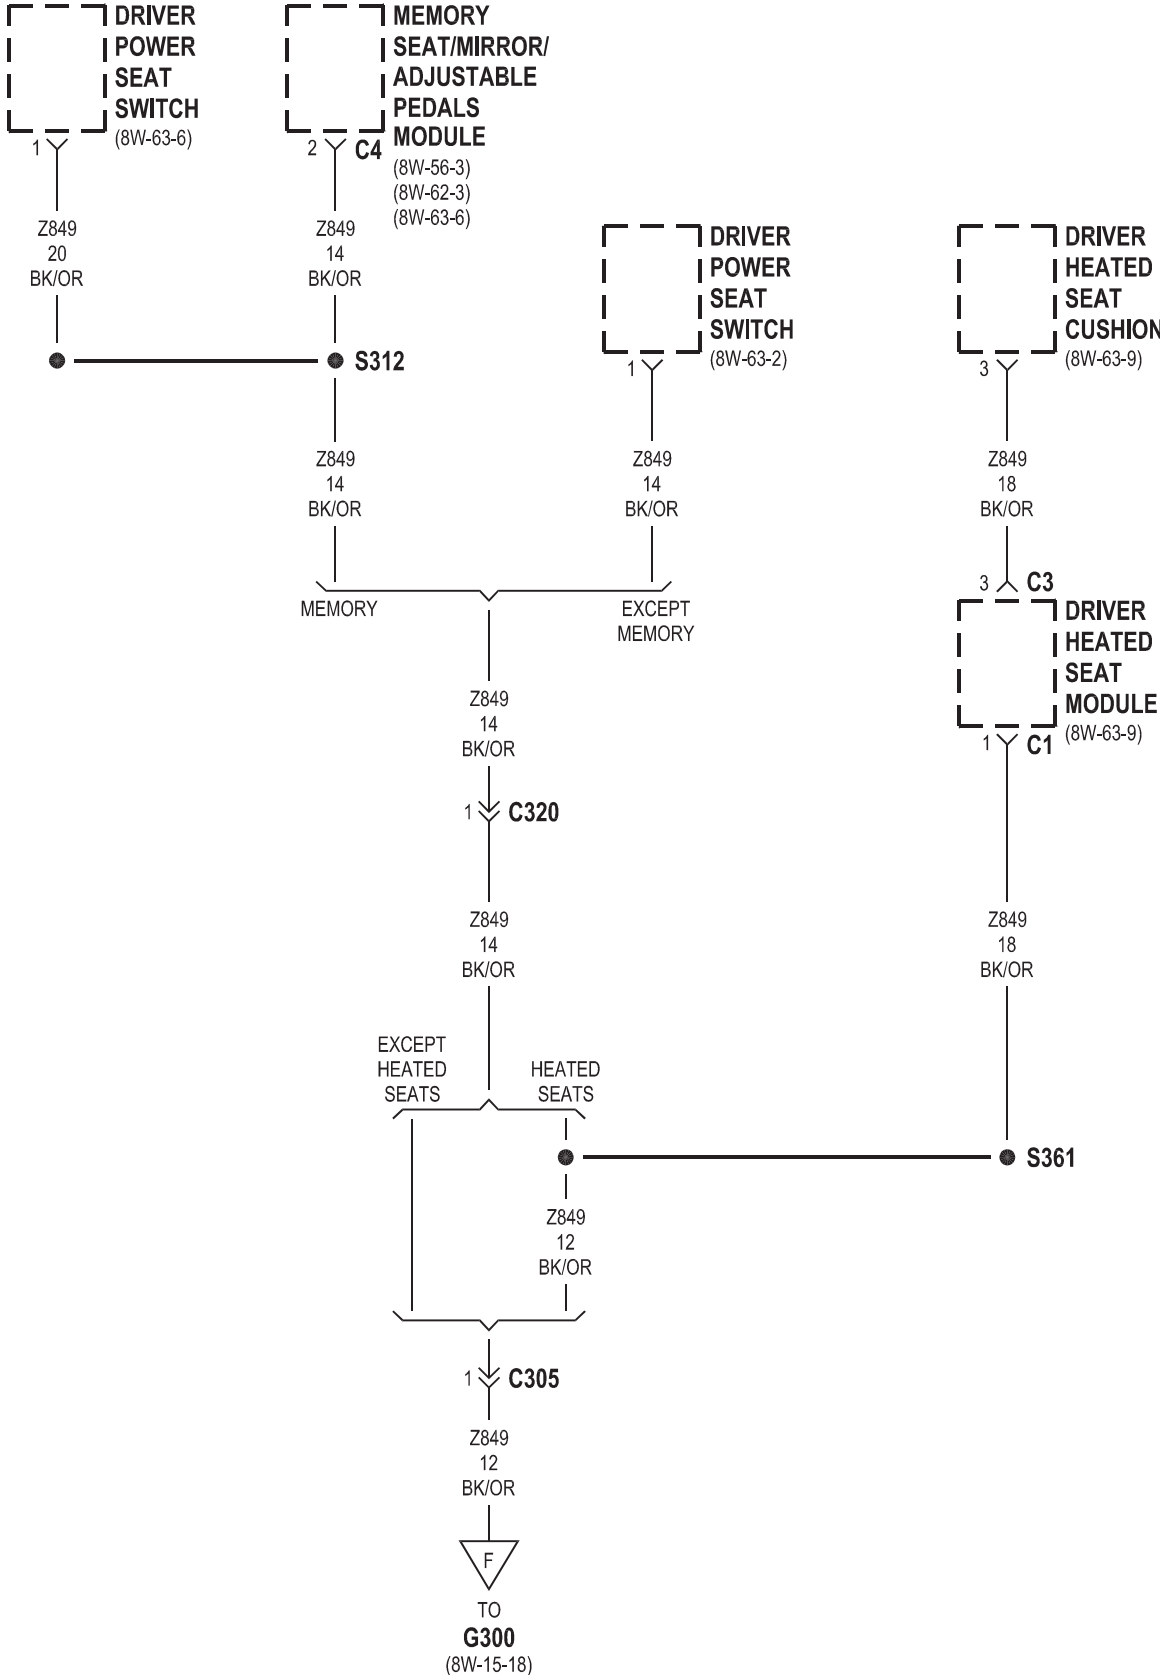 DRIVER
POWER
SEAT
SWITCH
(8W-63-6)
1
MEMORY
SEAT/MIRROR/
ADJUSTABLE
PEDALS
MODULE
(8W-56-3)
(8W-62-3)
(8W-63-6)
2
C4
Z849
20
BK/OR
Z849
14
BK/OR
S312
DRIVER
POWER
SEAT
SWITCH
(8W-63-2)
1
DRIVER
HEATED
SEAT
CUSHION
(8W-63-9)
3
Z849
14
BK/OR
Z849
14
BK/OR
Z849
18
BK/OR
MEMORY
EXCEPT
MEMORY
3
C3
DRIVER
HEATED
SEAT
MODULE
(8W-63-9)
1
C1
Z849
14
BK/OR
1
C320
Z849
14
BK/OR
Z849
18
BK/OR
EXCEPT
HEATED
SEATS
HEATED
SEATS
S361
Z849
12
BK/OR
1
C305
Z849
12
BK/OR
F
TO
G300
(8W-15-18)